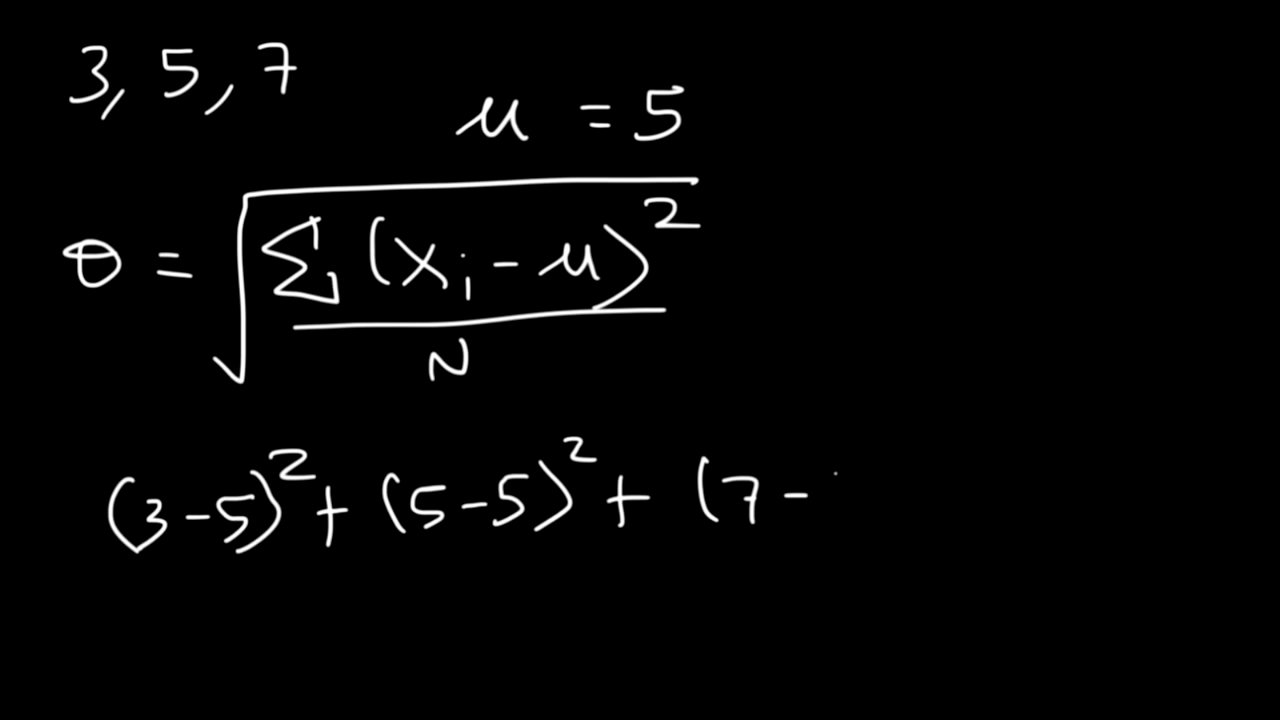 3, 5, 7
μ = 5
θ = √(Σ (xᵢ - μ)² / N)
(3-5)² + (5-5)² + (7-